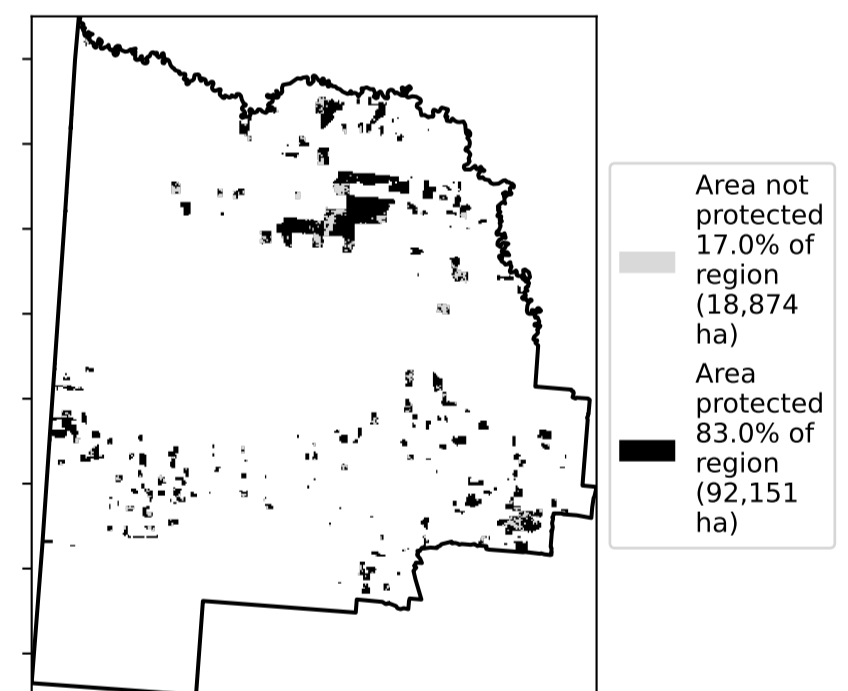 Area not
protected
17.0% of
region
(18,874
ha)
Area
protected
83.0% of
region
(92,151
ha)